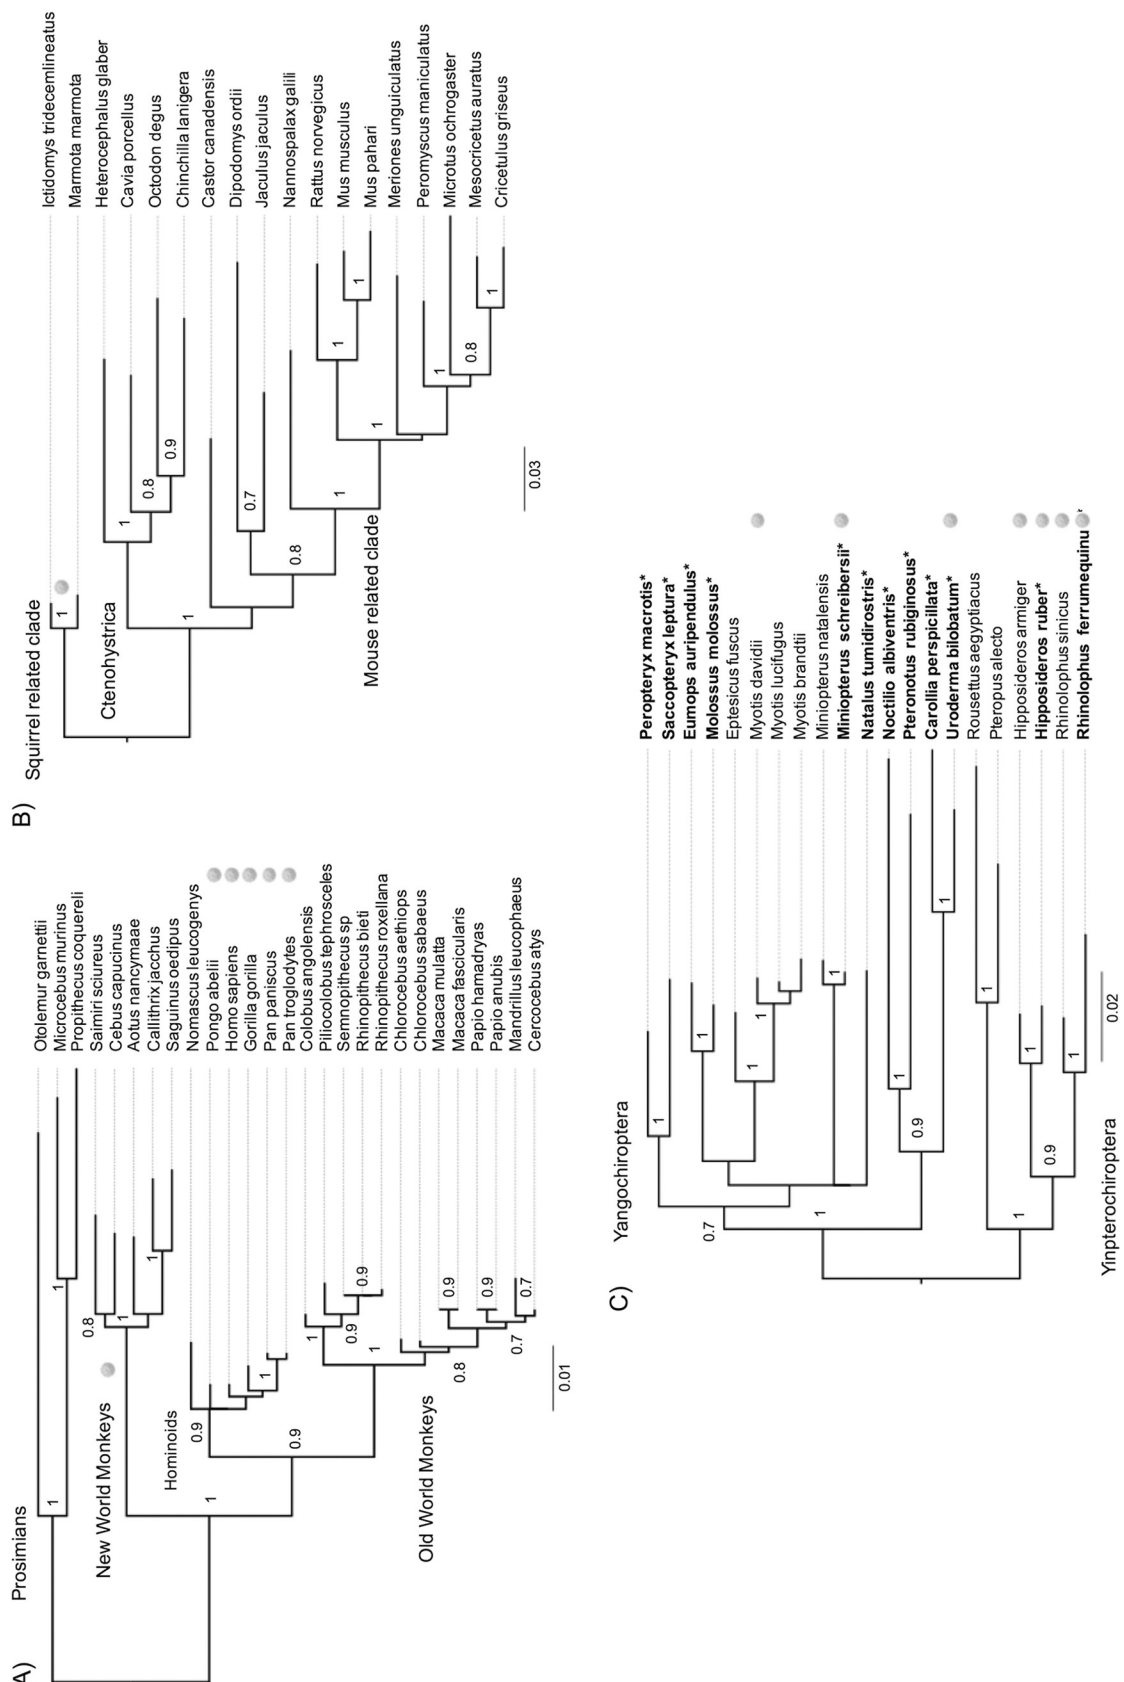 A)
Prosimians
1
1
New World Monkeys
0.8
1
1
Hominoids
1
0.9
1
0.9
Old World Monkeys
1
1
0.9
0.9
0.8
0.9
0.9
0.7
0.7
0.01
Otolemur garnettii
Microcebus murinus
Propithecus coquereli
Saimiri sciureus
Cebus capucinus
Aotus nancymaae
Callithrix jacchus
Saguinus oedipus
Nomascus leucogenys
Pongo abelii
Homo sapiens
Gorilla gorilla
Pan paniscus
Pan troglodytes
Colobus angolensis
Piliocolobus tephrosceles
Semnopithecus sp
Rhinopithecus bieti
Rhinopithecus roxellana
Chlorocebus aethiops
Chlorocebus sabaeus
Macaca mulatta
Macaca fascicularis
Papio hamadryas
Papio anubis
Mandrillus leucophaeus
Cercocebus atys
B)
Squirrel related clade
1
Ctenohystrica
1
1
0.8
0.9
0.7
0.8
1
Mouse related clade
1
1
1
1
0.8
1
0.03
Ictidomys tridecemlineatus
Marmota marmota
Heterocephalus glaber
Cavia porcellus
Octodon degus
Chinchilla lanigera
Castor canadensis
Dipodomys ordii
Jaculus jaculus
Nannospalax galili
Rattus norvegicus
Mus musculus
Mus pahari
Meriones unguiculatus
Peromyscus maniculatus
Microtus ochrogaster
Mesocricetus auratus
Cricetulus griseus
C)
Yangochiroptera
1
0.7
1
1
1
1
1
1
0.9
1
1
1
0.9
1
1
Yinpterochiroptera
0.02
Peropteryx macrotis*
Saccopteryx leptura*
Eumops auripendulus*
Molossus molossus*
Eptesicus fuscus
Myotis davidii
Myotis lucifugus
Myotis brandtii
Miniopterus natalensis
Miniopterus schreibersii*
Natalus tumidirostris*
Noctilio albiventris*
Pteronotus rubiginosus*
Carollia perspicillata*
Uroderma bilobatum*
Rousettus aegyptiacus
Pteropus alecto
Hipposideros armiger
Hipposideros ruber*
Rhinolophus sinicus
Rhinolophus ferrumequinu